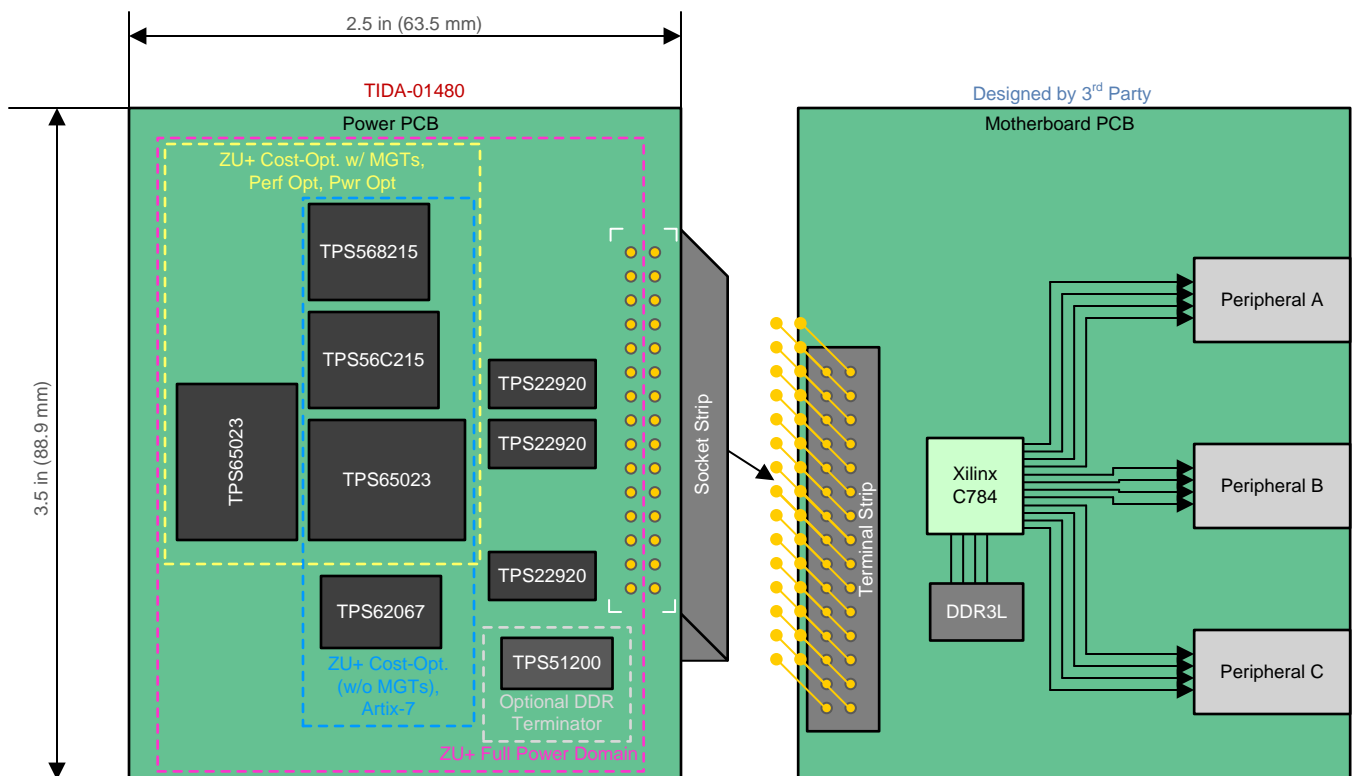 2.5 in (63.5 mm)
TIDA-01480
Designed by 3rd Party
Power PCB
Motherboard PCB
ZU+ Cost-Opt. w/ MGTs,
Perf Opt, Pwr Opt
TPS568215
TPS56C215
TPS65023
TPS65023
TPS22920
TPS22920
TPS22920
TPS62067
TPS51200
ZU+ Cost-Opt.
(w/o MGTs),
Artix-7
Optional DDR
Terminator
ZU+ Full Power Domain
3.5 in (88.9 mm)
Socket Strip
Terminal Strip
Xilinx
C784
DDR3L
Peripheral A
Peripheral B
Peripheral C